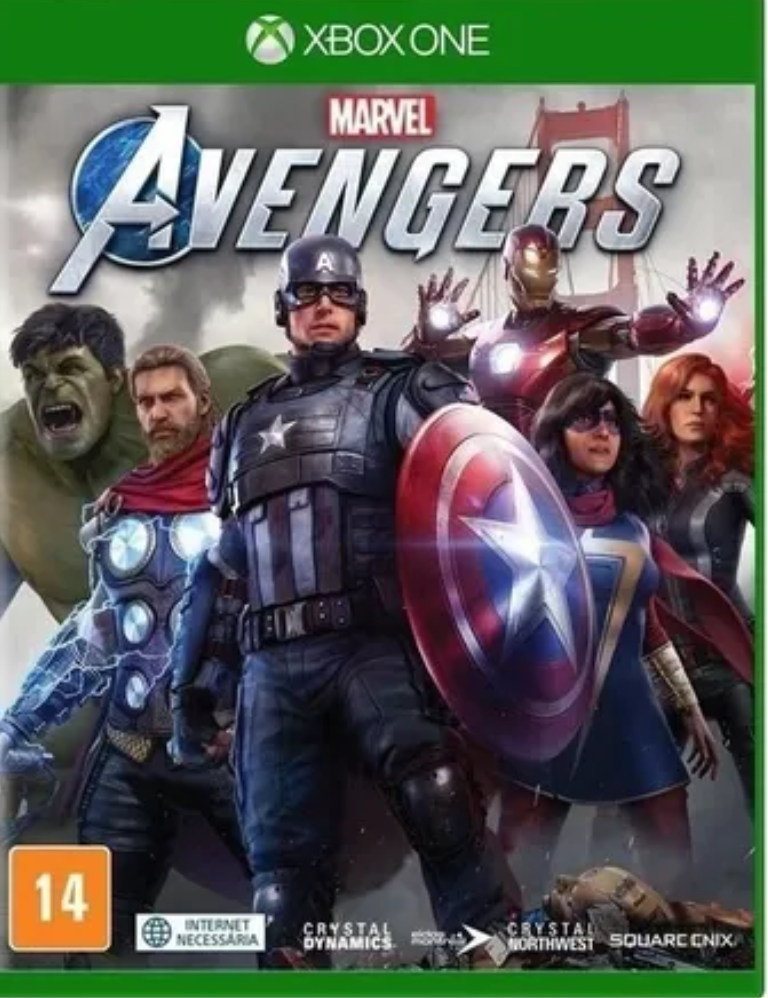 XBOX ONE
MARVEL
AVENGERS
A
14
INTERNET
NECESSÁRIA
CRYSTAL
DYNAMICS
CRYSTAL
NORTHWEST
SQUARE ENIX